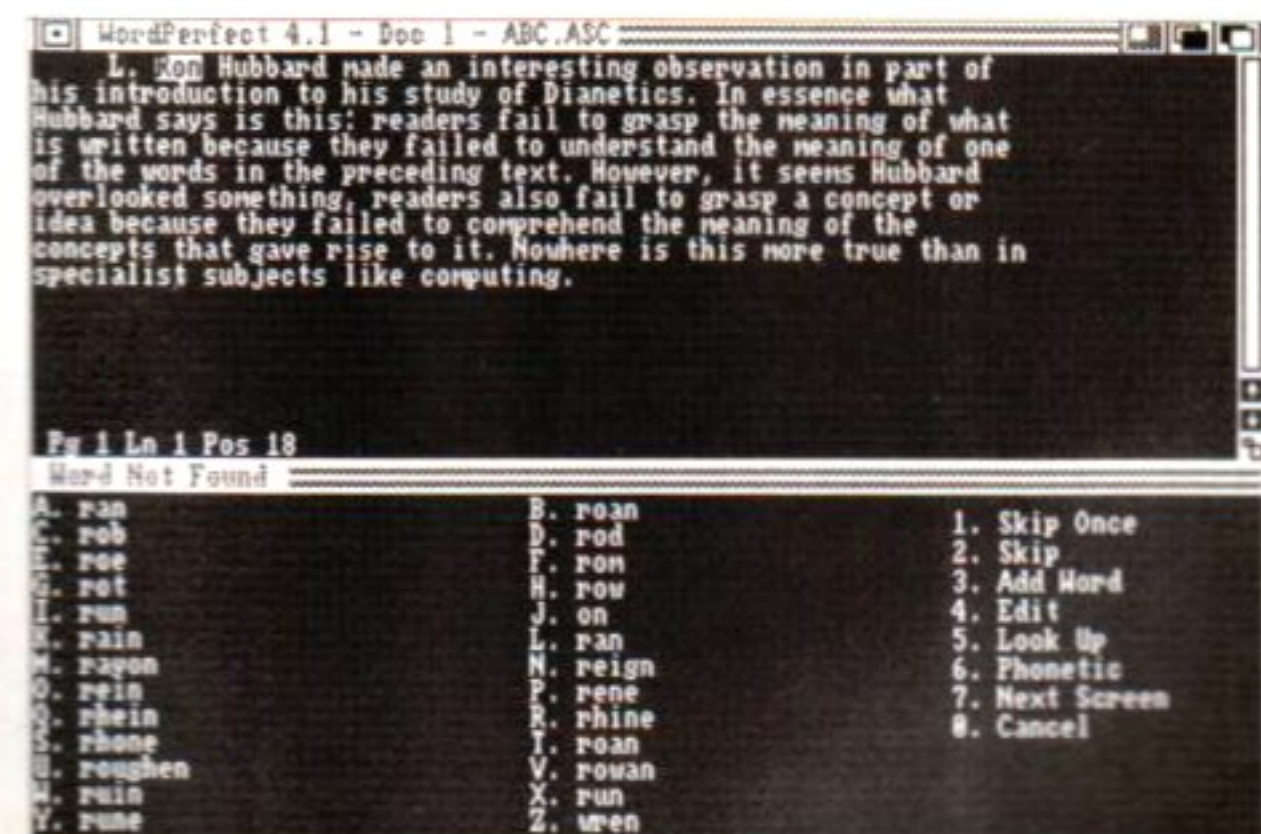 WordPerfect 4.1 - Doc 1 - ABC.ASC
L. Ron Hubbard made an interesting observation in part of
his introduction to his study of Dianetics. In essence what
Hubbard says is this: readers fail to grasp the meaning of what
is written because they failed to understand the meaning of one
of the words in the preceding text. However, it seems Hubbard
overlooked something, readers also fail to grasp a concept or
idea because they failed to comprehend the meaning of the
concepts that gave rise to it. Nowhere is this more true than in
specialist subjects like computing.
Pg 1 Ln 1 Pos 18
Word Not Found
A. ran
C. rob
E. roe
G. rot
I. run
K. rain
M. rayon
O. rein
Q. rhein
S. rhone
U. roughen
W. ruin
Y. rune
B. roan
D. rod
F. rom
H. row
J. on
L. ran
N. reign
P. rene
R. rhine
T. roan
V. rowan
X. run
Z. wren
1. Skip Once
2. Skip
3. Add Word
4. Edit
5. Look Up
6. Phonetic
7. Next Screen
0. Cancel